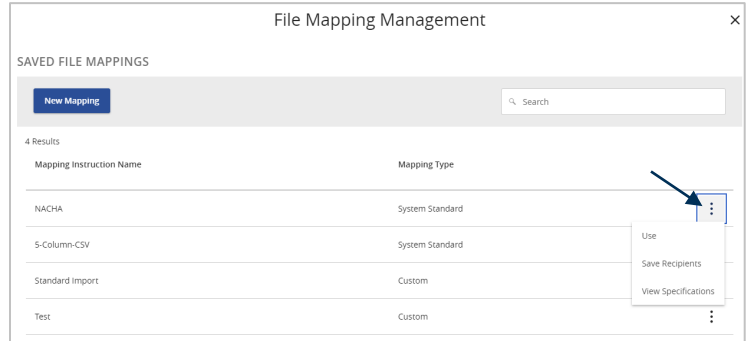 File Mapping Management
SAVED FILE MAPPINGS
New Mapping
Search
4 Results
Mapping Instruction Name Mapping Type
NACHA System Standard
Use
5-Column-CSV System Standard
Save Recipients
Standard Import Custom
View Specifications
Test Custom